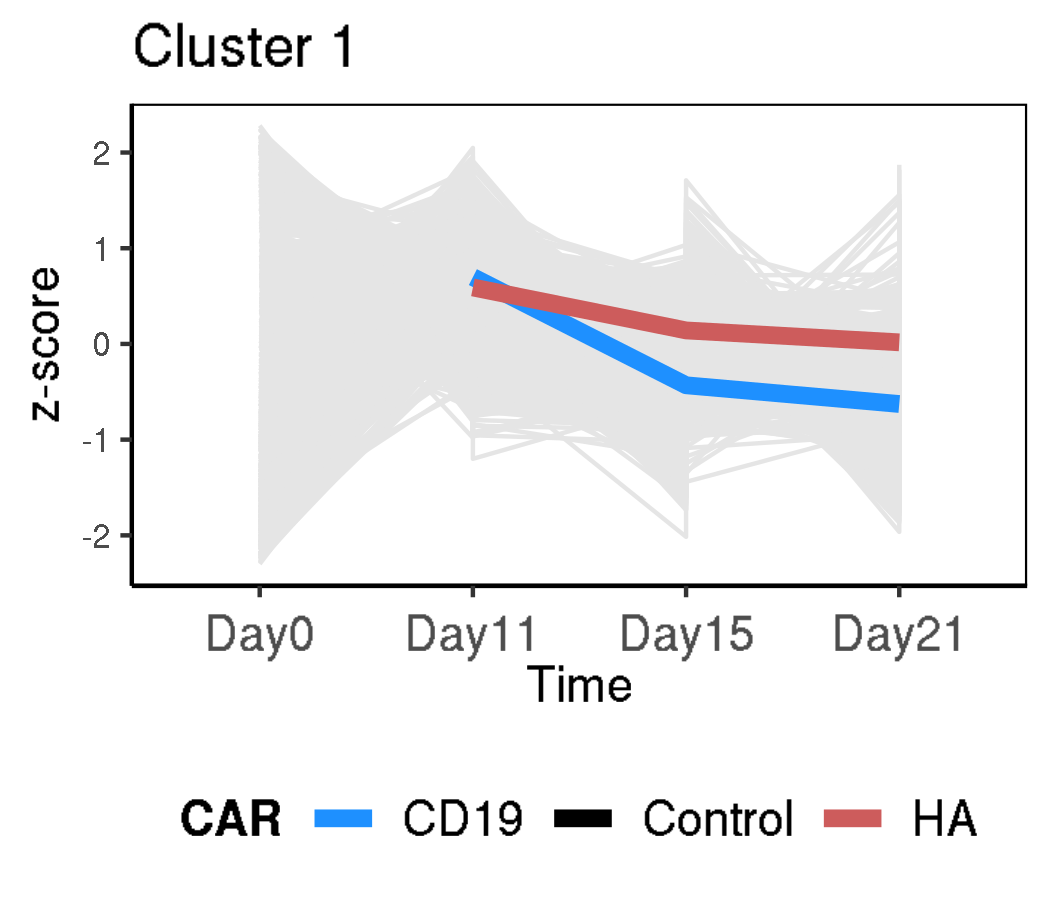 Cluster 1
z-score
2
1
0
-1
-2
Day0 Day11 Day15 Day21
Time
CAR CD19 Control HA